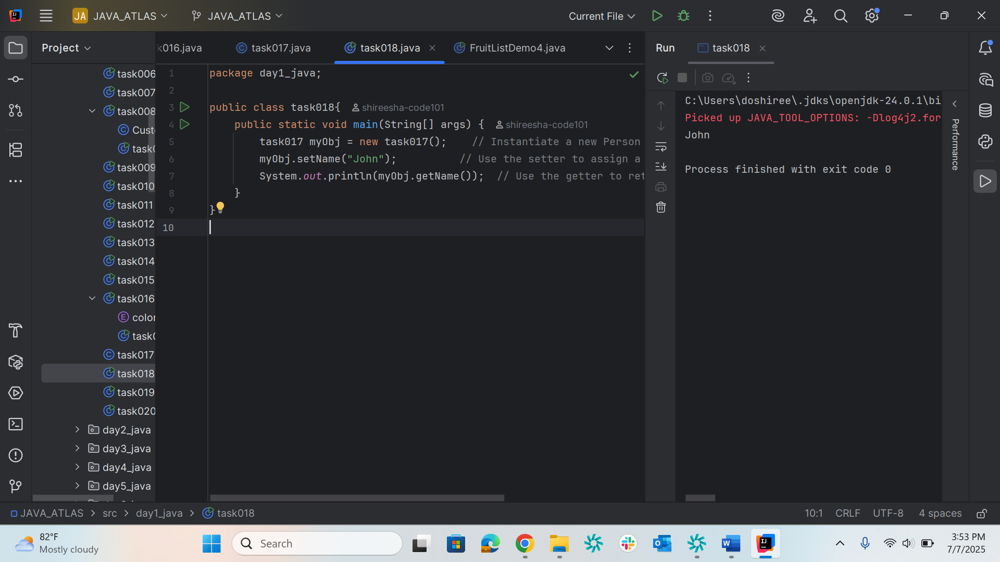 JA JAVA_ATLAS JAVA_ATLAS Current File
Project
k016.java task017.java task018.java FruitListDemo4.java
Run task018
task006
task007
task008
Custo
task0
task009
task010
task011
task012
task013
task014
task015
task016
E color
task0
task017
task018
task019
task020
day2_java
day3_java
day4_java
day5_java
1 package day1_java;
2
3 public class task018{ shireesha-code101
4 public static void main(String[] args) { shireesha-code101
5 task017 myObj = new task017(); // Instantiate a new Person
6 myObj.setName("John"); // Use the setter to assign a
7 System.out.println(myObj.getName()); // Use the getter to ret
8 }
9 }
10
C:\Users\doshiree\.jdks\openjdk-24.0.1\bi
Picked up JAVA_TOOL_OPTIONS: -Dlog4j2.for
John
Process finished with exit code 0
Performance
JAVA_ATLAS > src > day1_java > task018
10:1 CRLF UTF-8 4 spaces
82°F
Mostly cloudy
Search
3:53 PM
7/7/2025